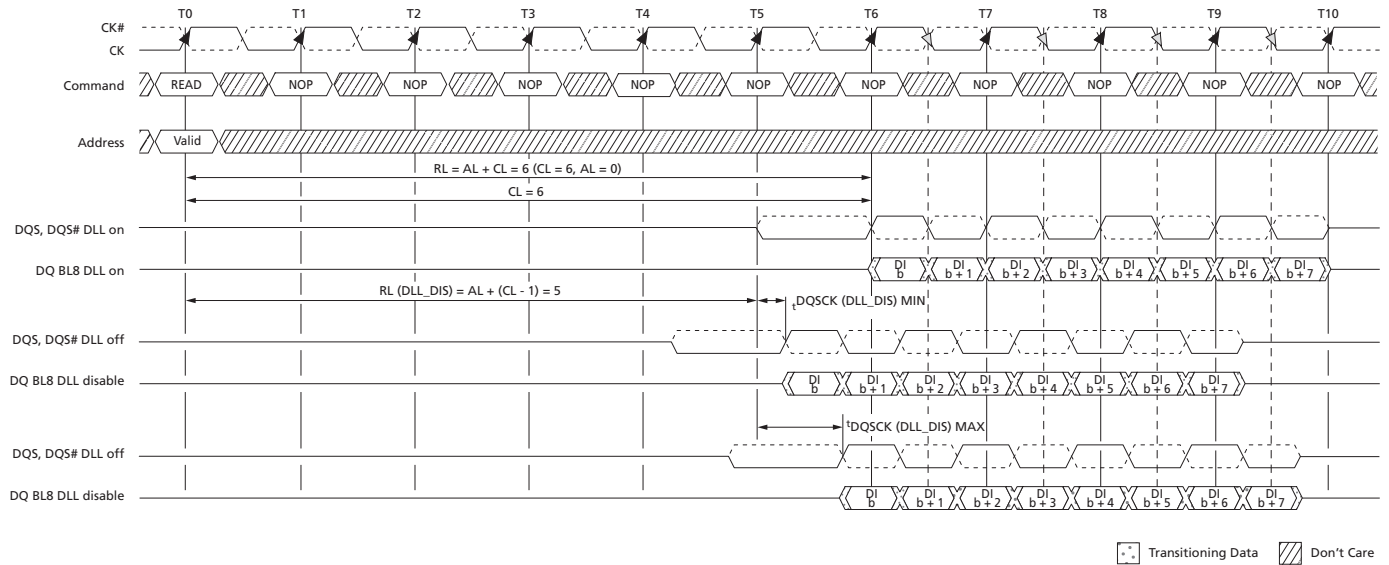 T0 T1 T2 T3 T4 T5 T6 T7 T8 T9 T10
CK#
CK
Command READ NOP NOP NOP NOP NOP NOP NOP NOP NOP NOP
Address Valid
RL = AL + CL = 6 (CL = 6, AL = 0)
CL = 6
DQS, DQS# DLL on
DQ BL8 DLL on DI b DI b + 1 DI b + 2 DI b + 3 DI b + 4 DI b + 5 DI b + 6 DI b + 7
RL (DLL_DIS) = AL + (CL - 1) = 5 tDQSCK (DLL_DIS) MIN
DQS, DQS# DLL off
DQ BL8 DLL disable DI b DI b + 1 DI b + 2 DI b + 3 DI b + 4 DI b + 5 DI b + 6 DI b + 7
tDQSCK (DLL_DIS) MAX
DQS, DQS# DLL off
DQ BL8 DLL disable DI b DI b + 1 DI b + 2 DI b + 3 DI b + 4 DI b + 5 DI b + 6 DI b + 7
Transitioning Data Don't Care